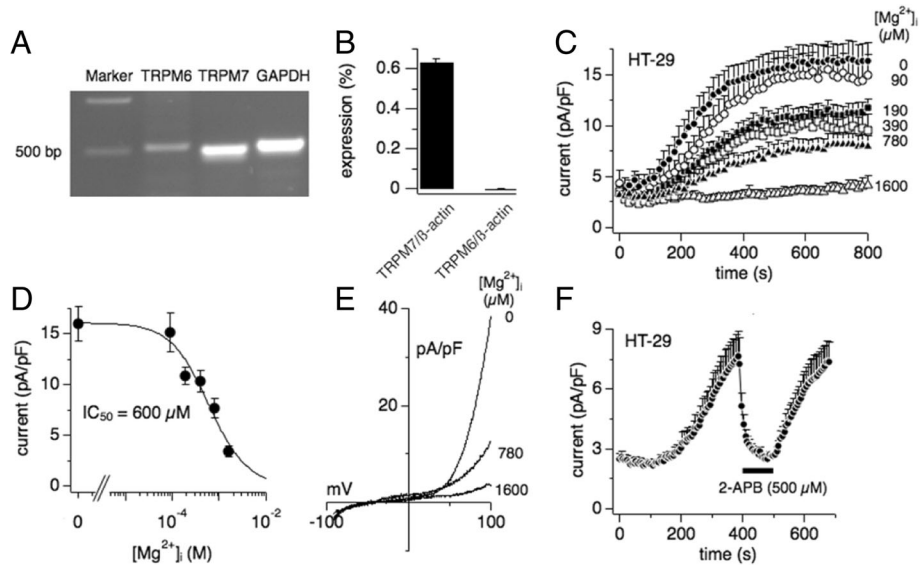 A
Marker TRPM6 TRPM7 GAPDH
500 bp
B
expression (%)
0.6
0.4
0.2
0
TRPM7/ß-actin
TRPM6/ß-actin
C
HT-29
[Mg2+]i
(µM)
0
90
190
390
780
1600
current (pA/pF)
15
10
5
0
0 200 400 600 800
time (s)
D
current (pA/pF)
15
10
5
0
IC50 = 600 µM
0 10-4 10-2
[Mg2+]i (M)
E
[Mg2+]i
(µM)
40
0
pA/pF
20
780
1600
mV
-100 100
F
HT-29
current (pA/pF)
9
6
3
0
2-APB (500 µM)
0 200 400 600
time (s)